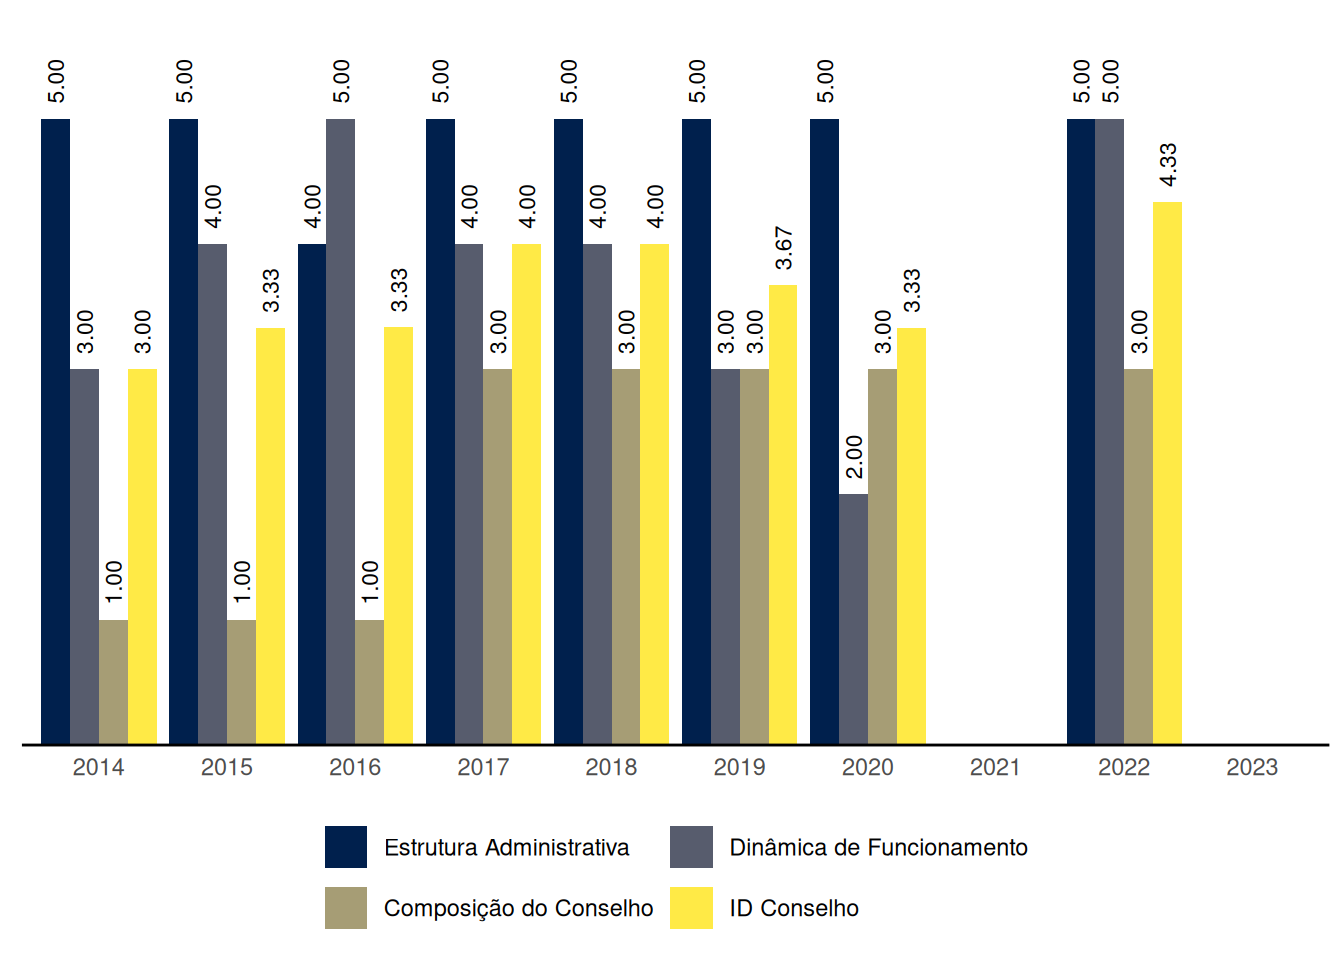 5.00 3.00 1.00 3.00
5.00 4.00 1.00 3.33
4.00 5.00 1.00 3.33
5.00 4.00 3.00 4.00
5.00 4.00 3.00 4.00
5.00 3.00 3.00 3.67
5.00 2.00 3.00 3.33
5.00 5.00 3.00 4.33
2014 2015 2016 2017 2018 2019 2020 2021 2022 2023
Estrutura Administrativa Dinâmica de Funcionamento
Composição do Conselho ID Conselho